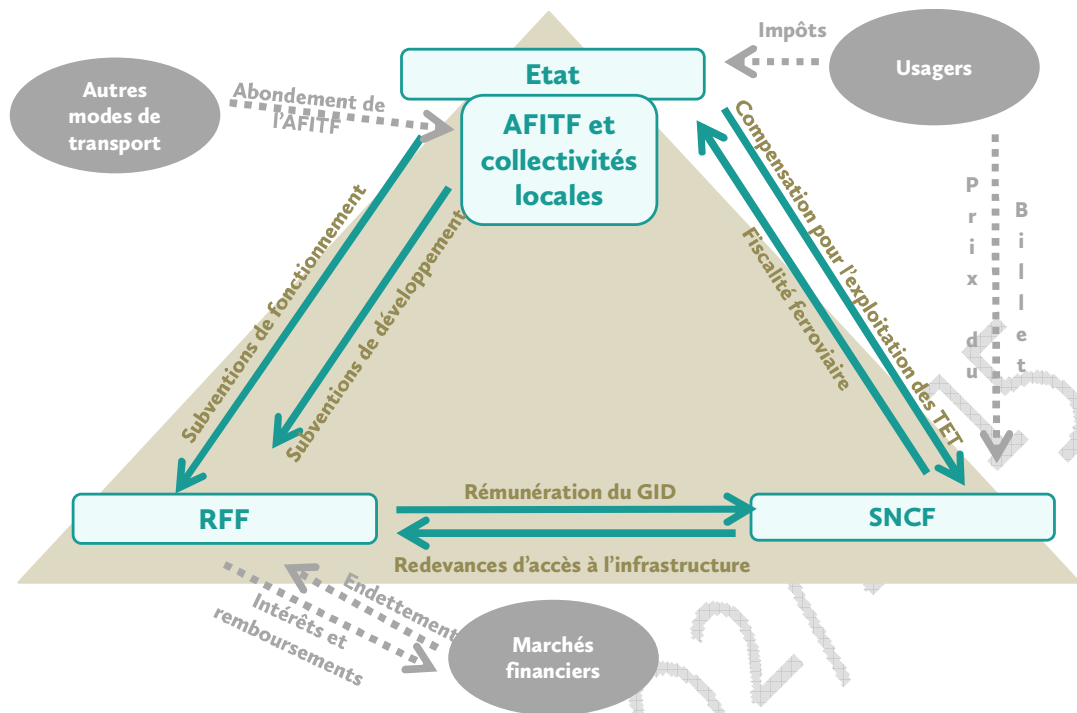 Impôts
Usagers
Etat
Autres
modes de
transport
Abondement de
l'AFITF
AFITF et
collectivités
locales
Compensation pour l'exploitation des TET
Fiscalité ferroviaire
Subventions de fonctionnement
Subventions de développement
Prix du
Billet
Rémunération du GID
RFF
SNCF
Redevances d'accès à l'infrastructure
Endettement
Intérêts et
remboursements
Marchés
financiers